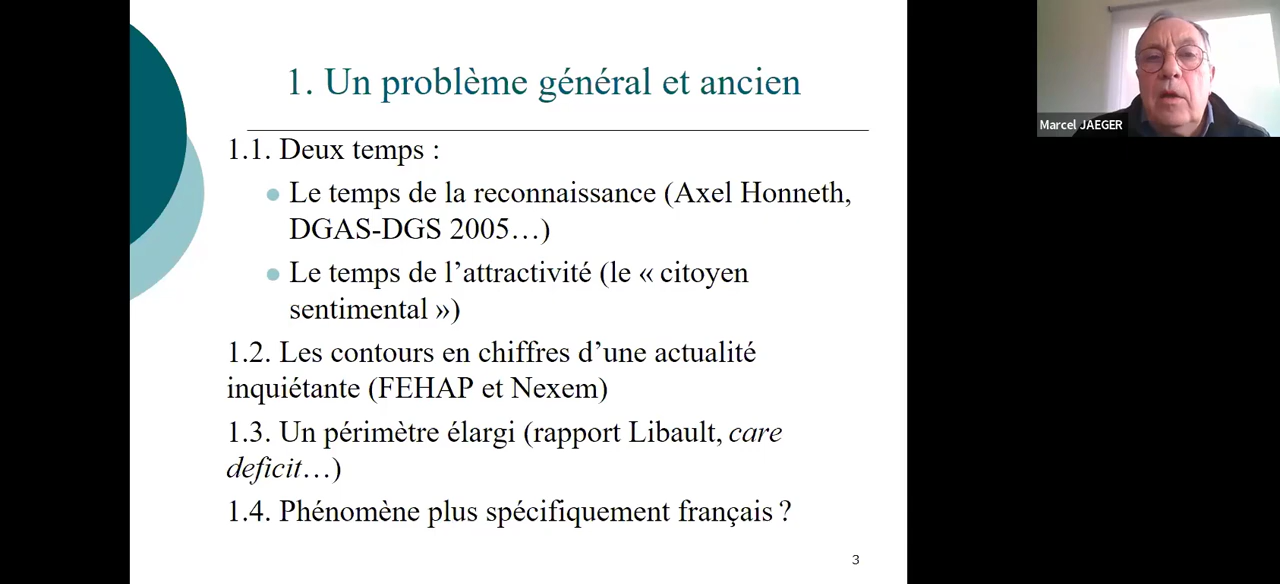 1. Un problème général et ancien
1.1. Deux temps :
Le temps de la reconnaissance (Axel Honneth,
DGAS-DGS 2005…)
Le temps de l’attractivité (le « citoyen
sentimental »)
1.2. Les contours en chiffres d’une actualité
inquiétante (FEHAP et Nexem)
1.3. Un périmètre élargi (rapport Libault, care
deficit…)
1.4. Phénomène plus spécifiquement français ?
3
Marcel JAEGER